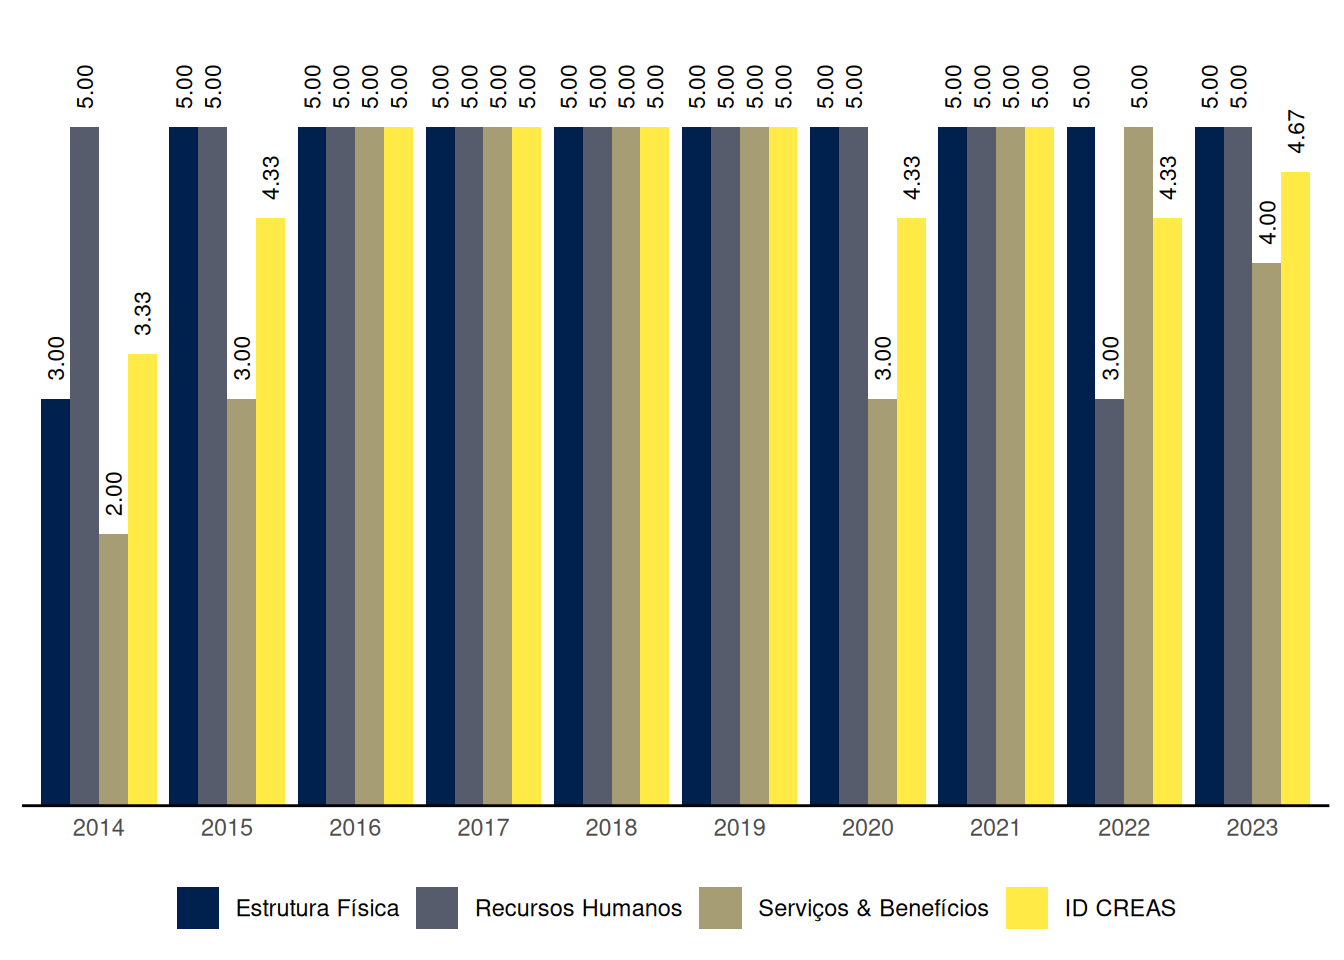 5.00 5.00 5.00 5.00 5.00 5.00 5.00 5.00 5.00 5.00 5.00 5.00 5.00 5.00 5.00 5.00 5.00 5.00 5.00 5.00 5.00 5.00 5.00 5.00 5.00 5.00 5.00 5.00 5.00
4.67
4.33 4.33 4.33
4.00
3.33
3.00 3.00 3.00 3.00
2.00
2014 2015 2016 2017 2018 2019 2020 2021 2022 2023
Estrutura Física Recursos Humanos Serviços & Benefícios ID CREAS